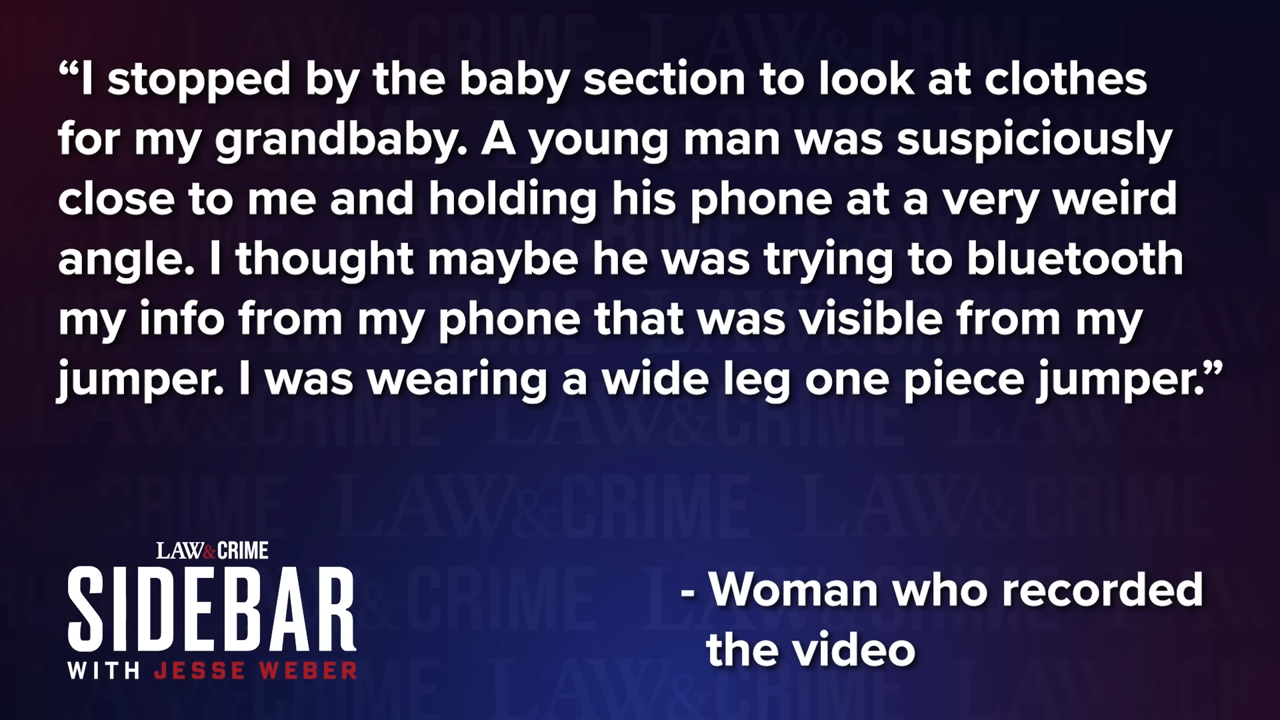 “I stopped by the baby section to look at clothes
for my grandbaby. A young man was suspiciously
close to me and holding his phone at a very weird
angle. I thought maybe he was trying to bluetooth
my info from my phone that was visible from my
jumper. I was wearing a wide leg one piece jumper.”
LAW&CRIME
SIDEBAR
WITH JESSE WEBER
- Woman who recorded
the video